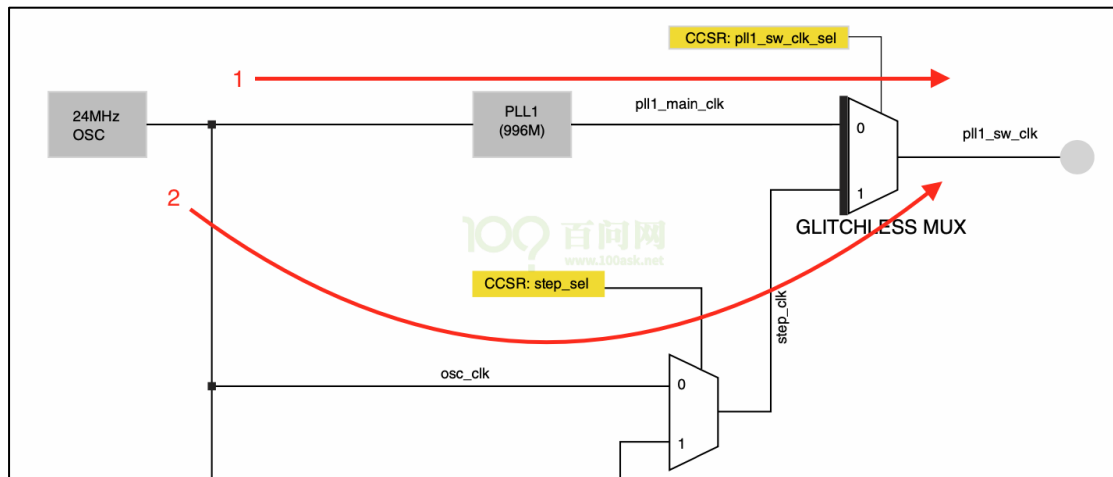 CCSR: pll1_sw_clk_sel
1
24MHz
OSC
PLL1
(996M)
pll1_main_clk
0
pll1_sw_clk
2
1
GLITCHLESS MUX
100? 百问网
www.100ask.net
CCSR: step_sel
step_clk
osc_clk
0
1